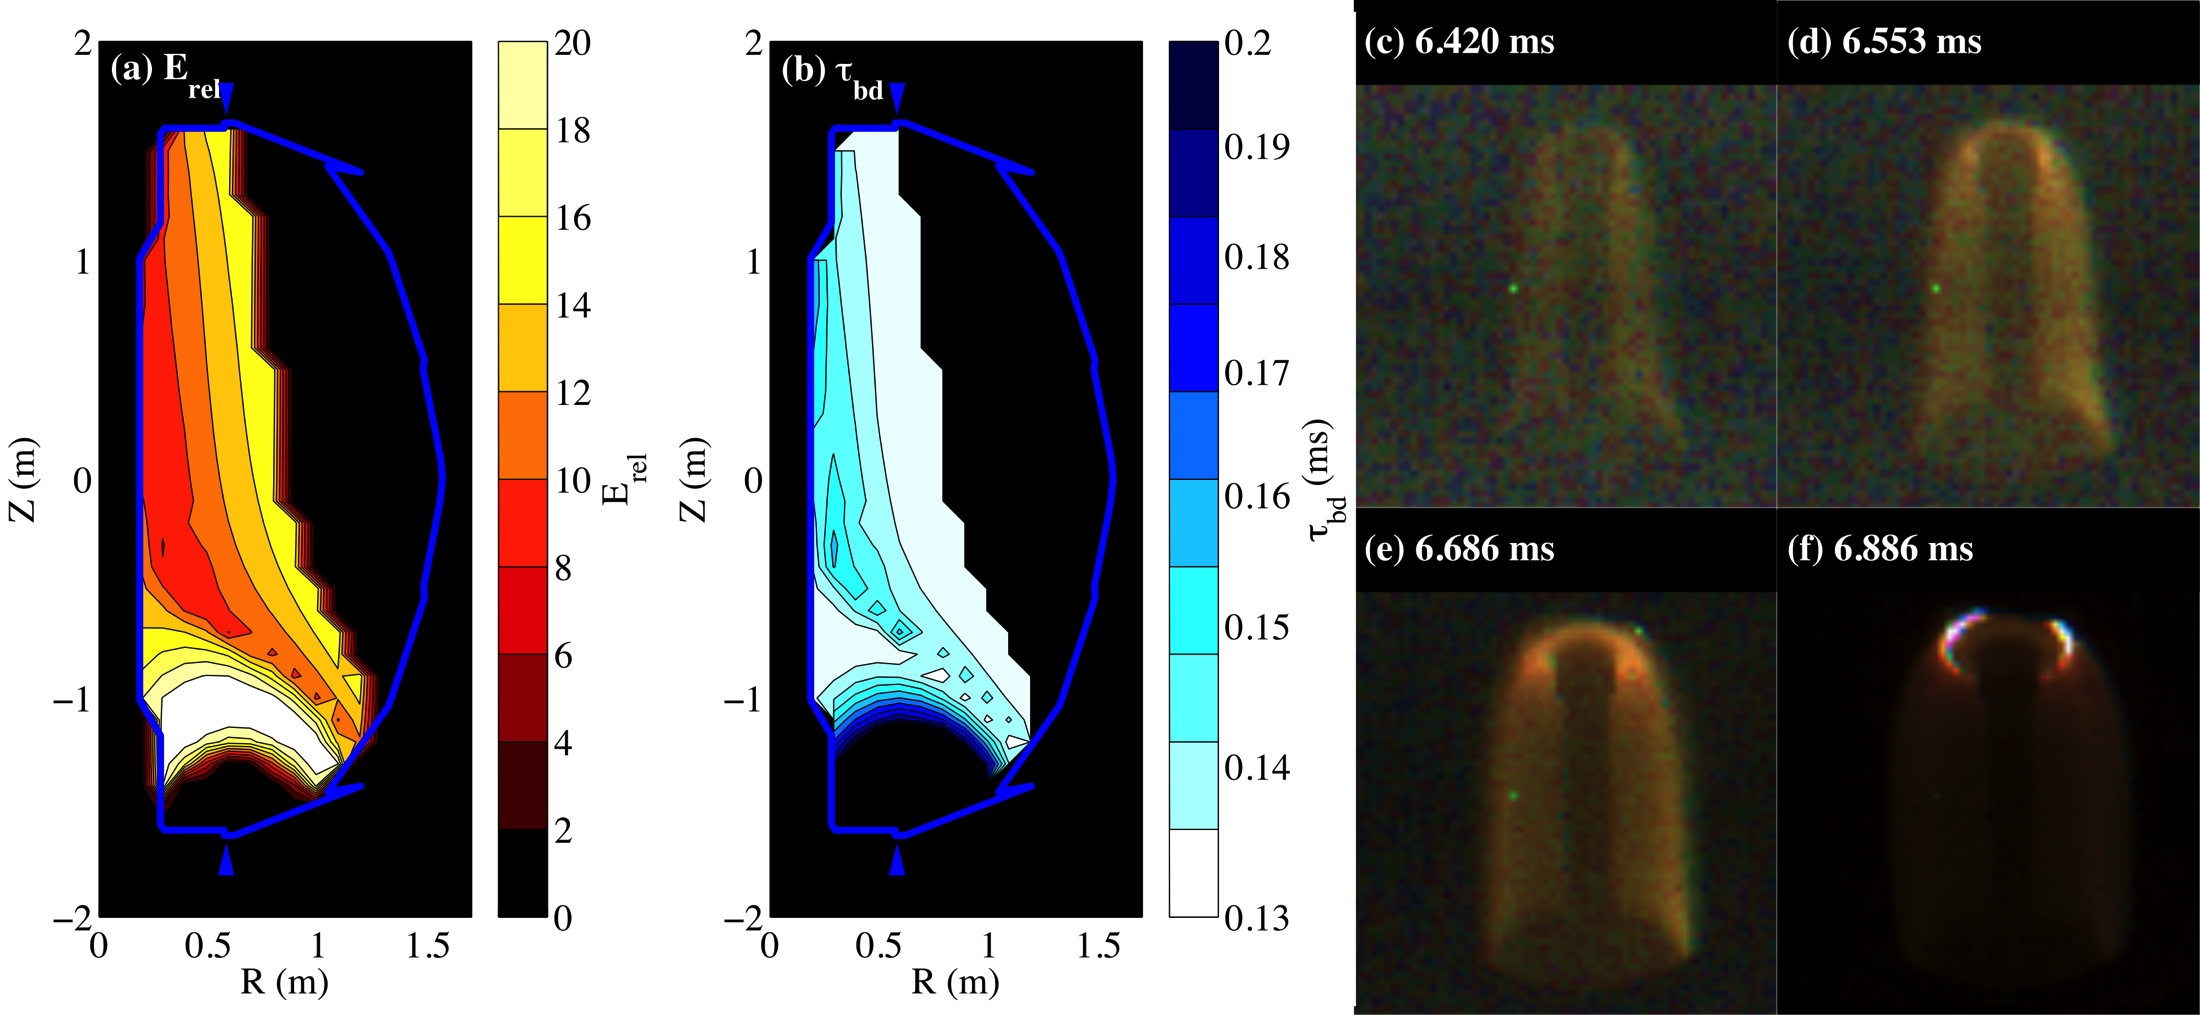 (a) E_rel
2
1
0
−1
−2
Z (m)
0 0.5 1 1.5
R (m)
20
18
16
14
12
10
8
6
4
2
0
E_rel
(b) τ_bd
2
1
0
−1
−2
Z (m)
0 0.5 1 1.5
R (m)
0.2
0.19
0.18
0.17
0.16
0.15
0.14
0.13
τ_bd (ms)
(c) 6.420 ms
(d) 6.553 ms
(e) 6.686 ms
(f) 6.886 ms